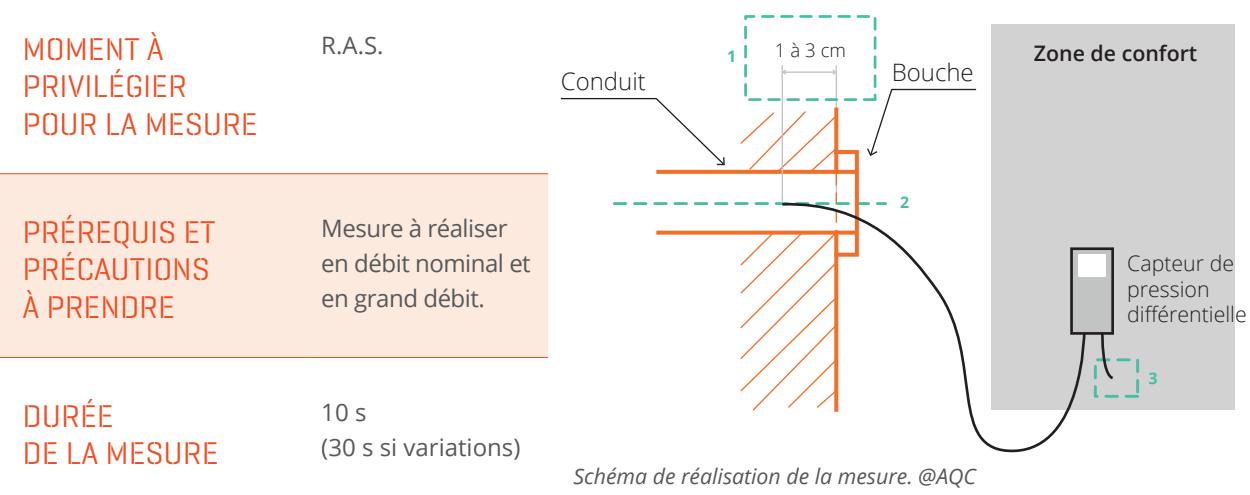 MOMENT À
PRIVILÉGIER
POUR LA MESURE
R.A.S.
PRÉREQUIS ET
PRÉCAUTIONS
À PRENDRE
Mesure à réaliser
en débit nominal et
en grand débit.
DURÉE
DE LA MESURE
10 s
(30 s si variations)
1
1 à 3 cm
Conduit
Bouche
Zone de confort
2
Capteur de
pression
différentielle
3
Schéma de réalisation de la mesure. @AQC